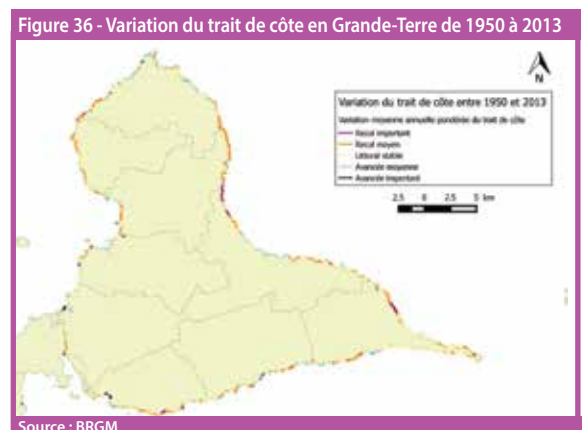 Figure 36 - Variation du trait de côte en Grande-Terre de 1950 à 2013
N
Variation du trait de côte entre 1950 et 2013
Variation moyenne annuelle pondérée du trait de côte
Recul important
Recul moyen
Littoral stable
Avancée moyenne
Avancée important
2.5 0 2.5 5 km
Source : BRGM